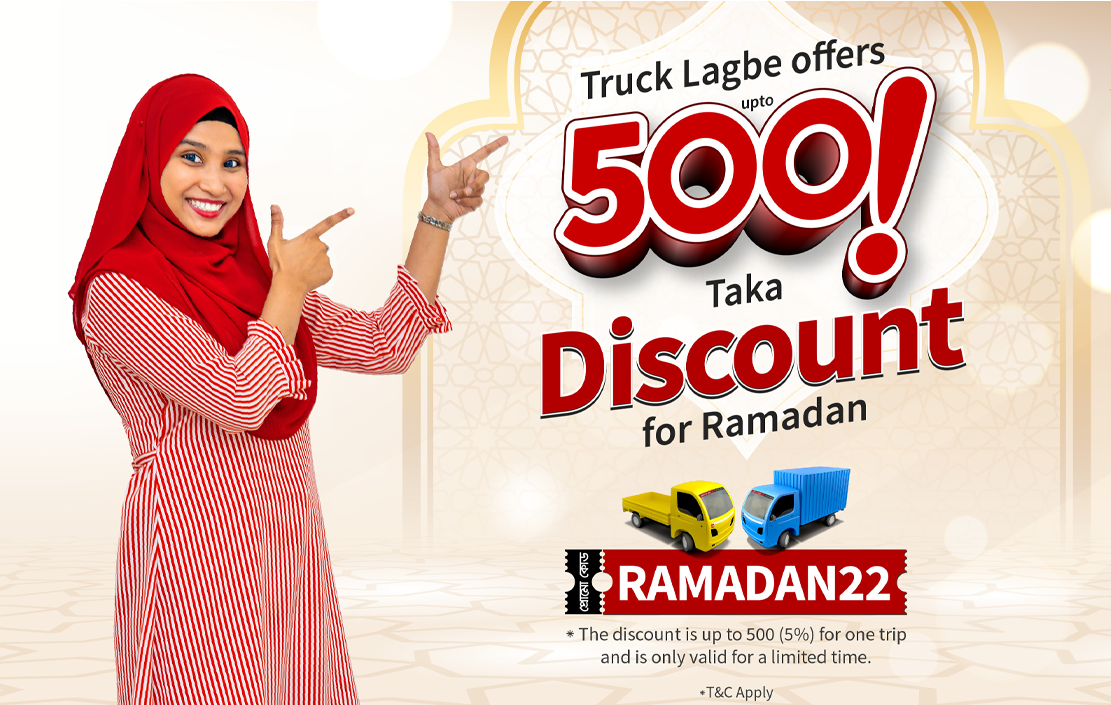 Truck Lagbe offers
upto
500!
Taka
Discount
for Ramadan
প্রোমো কোড
RAMADAN22
* The discount is up to 500 (5%) for one trip
and is only valid for a limited time.
*T&C Apply